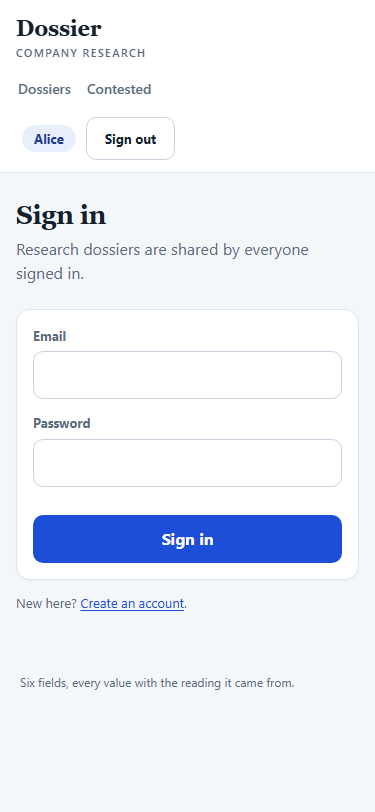 Dossier
COMPANY RESEARCH
Dossiers Contested
Alice Sign out
Sign in
Research dossiers are shared by everyone
signed in.
Email
Password
Sign in
New here? Create an account.
Six fields, every value with the reading it came from.